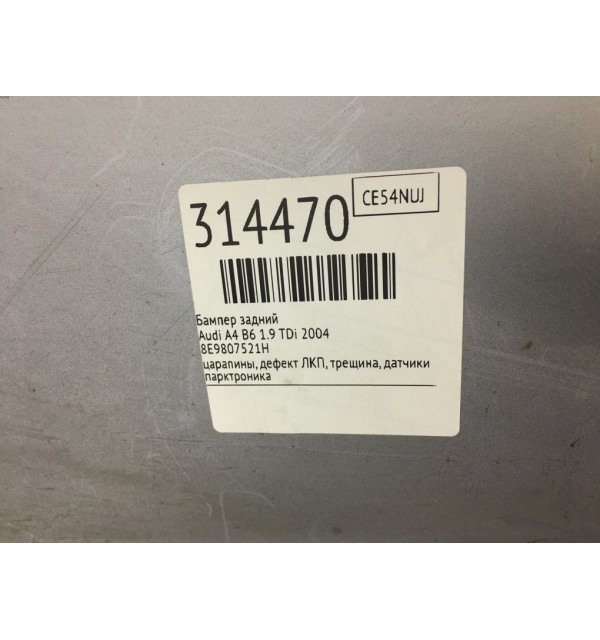 314470
CE54NUJ
Бампер задний
Audi A4 B6 1.9 TDi 2004
8E9807521H
царапины, дефект ЛКП, трещина, датчики
парктроника